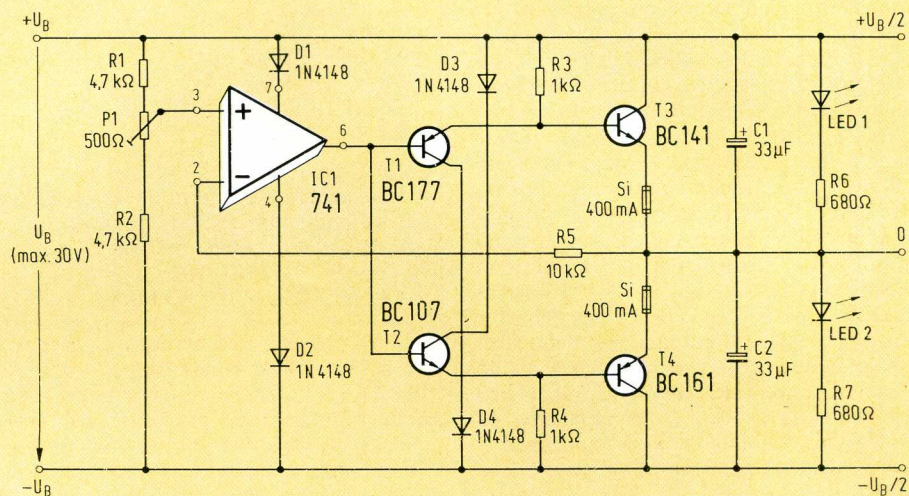 +U_B
+U_B/2
R1
4,7 kΩ
D1
1N4148
7
D3
1N4148
R3
1kΩ
T3
BC141
LED 1
3
P1
500Ω
+
6
T1
BC177
+
C1
33µF
2
−
IC1
741
Si
400 mA
R6
680Ω
4
R2
4,7 kΩ
U_B
(max. 30V)
R5
10 kΩ
0
Si
400 mA
BC107
T2
D2
1N4148
T4
BC161
+
C2
33µF
LED 2
D4
1N4148
R4
1kΩ
R7
680Ω
−U_B
−U_B/2